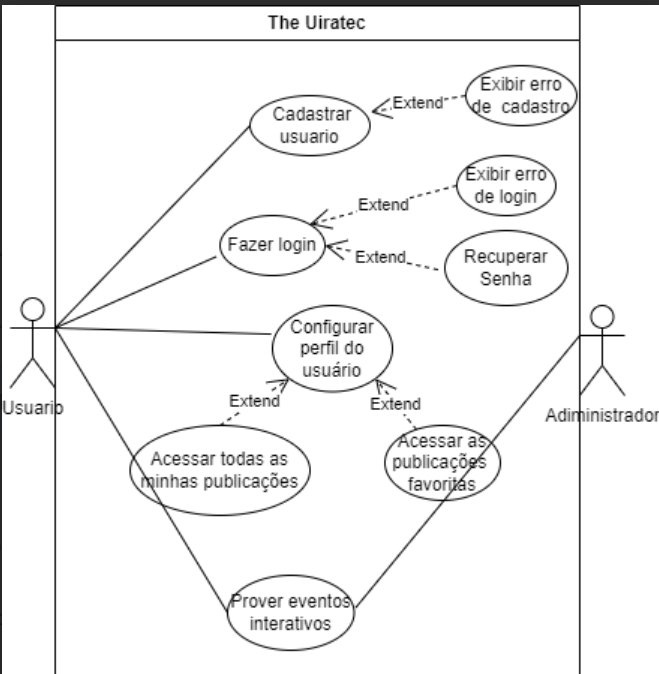 The Uiratec
Exibir erro
de cadastro
Extend
Cadastrar
usuario
Exibir erro
de login
Extend
Fazer login
Extend
Recuperar
Senha
Configurar
perfil do
usuário
Extend
Extend
Usuario
Adiministrador
Acessar todas as
minhas publicações
Acessar as
publicações
favoritas
Prover eventos
interativos